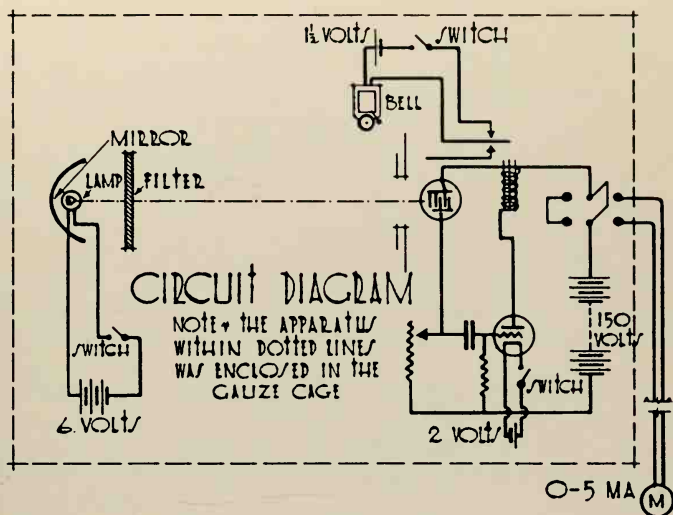 1½ VOLTS
SWITCH
BELL
MIRROR
LAMP
FILTER
CIRCUIT DIAGRAM
NOTE THE APPARATUS
WITHIN DOTTED LINES
WAS ENCLOSED IN THE
GAUZE CAGE
SWITCH
6 VOLTS
150
VOLTS
SWITCH
2 VOLTS
0-5 MA
M